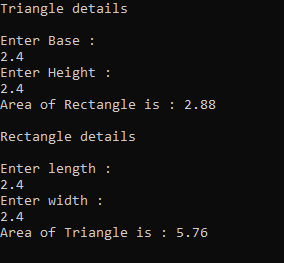 Triangle details
Enter Base :
2.4
Enter Height :
2.4
Area of Rectangle is : 2.88
Rectangle details
Enter length :
2.4
Enter width :
2.4
Area of Triangle is : 5.76